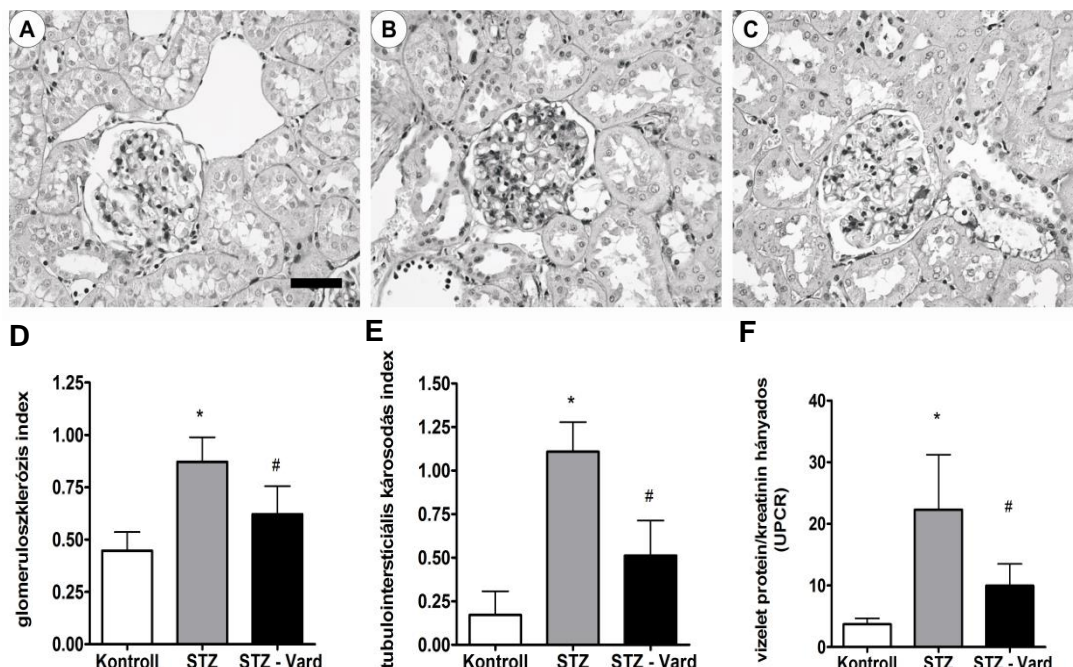 A
B
C
D
glomeruloszklerózis index
1.25
1.00
0.75
0.50
0.25
0.00
*
#
Kontroll STZ STZ - Vard
E
tubulointerstíciális károsodás index
1.50
1.25
1.00
0.75
0.50
0.25
0.00
*
#
Kontroll STZ STZ - Vard
F
vizelet protein/kreatinin hányados
(UPCR)
40
30
20
10
0
*
#
Kontroll STZ STZ - Vard